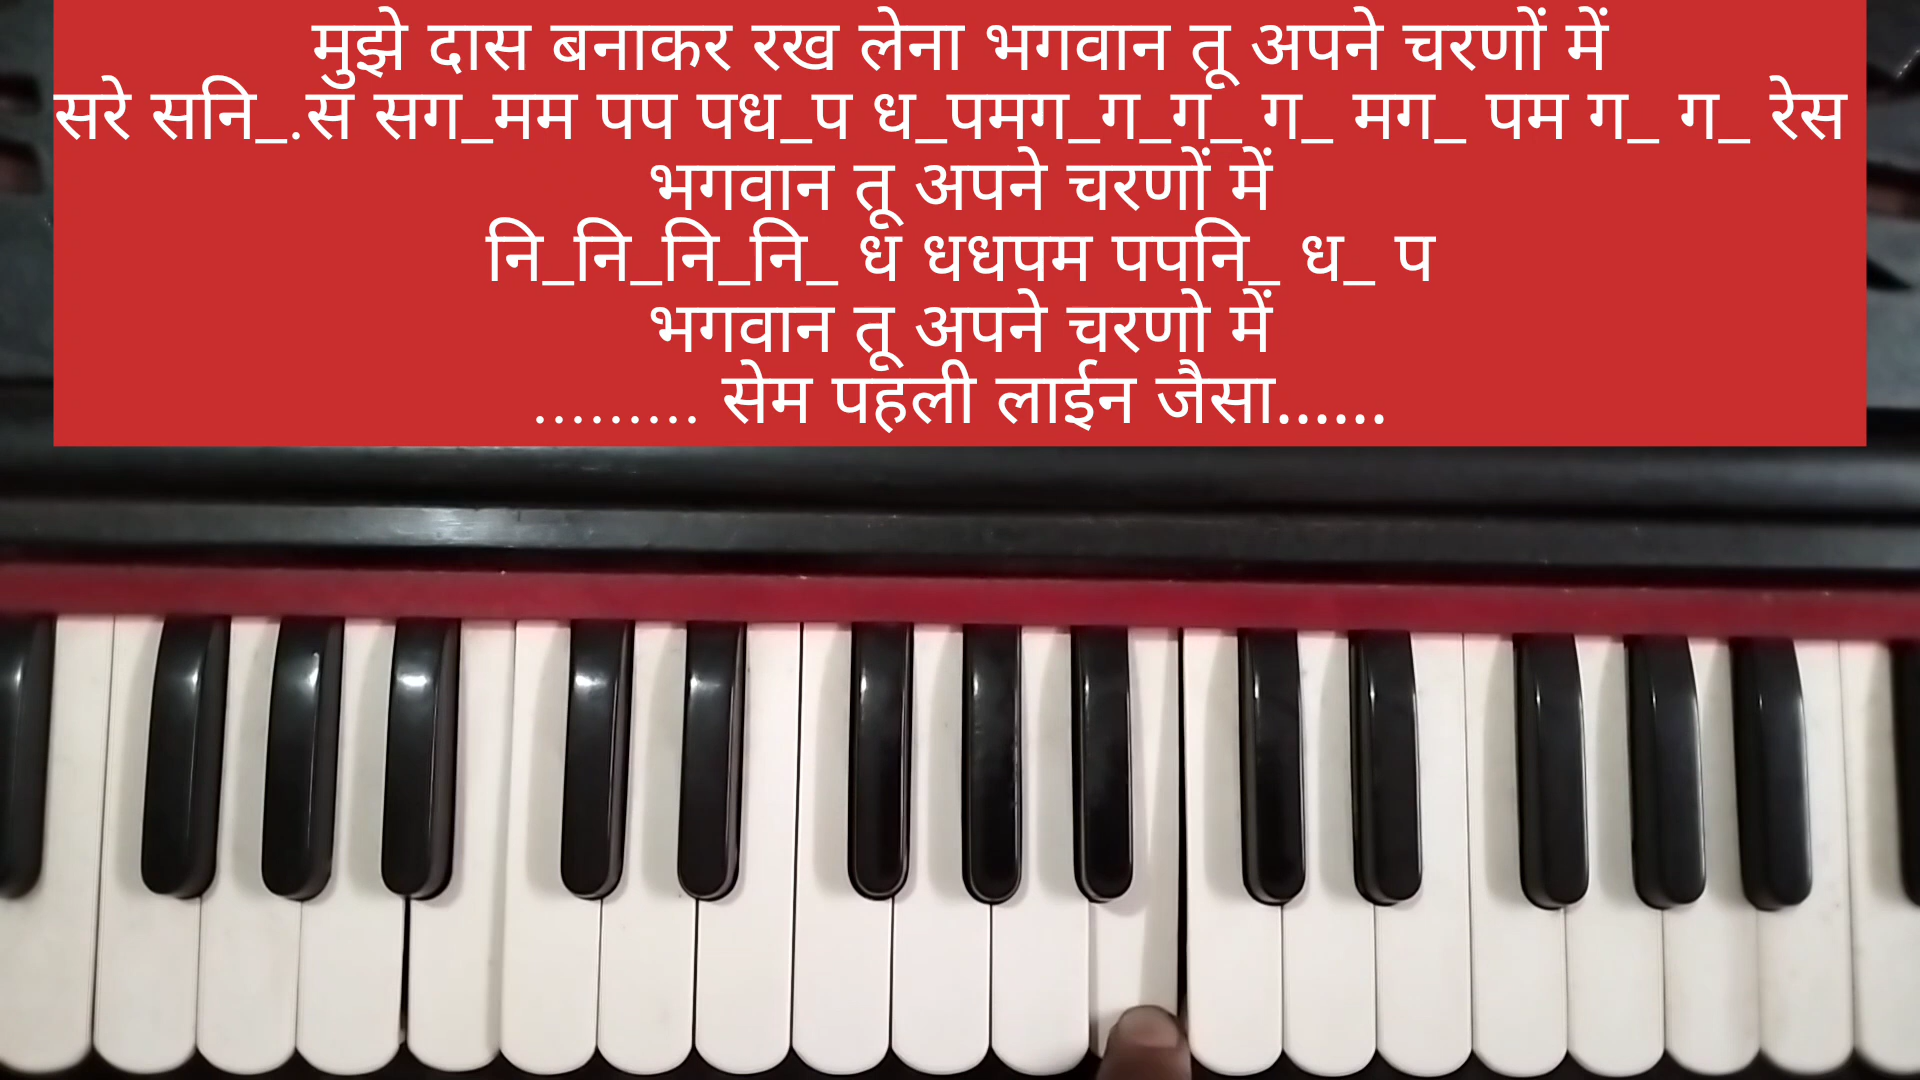 मुझे दास बनाकर रख लेना भगवान तू अपने चरणों में
सरे सनि_.स सग_मम पप पध_प ध_पमग_ग_ग_ ग_ मग_ पम ग_ ग_ रेस
भगवान तू अपने चरणों में
नि_नि_नि_नि_ ध धधपम पपनि_ ध_ प
भगवान तू अपने चरणो में
......... सेम पहली लाईन जैसा......